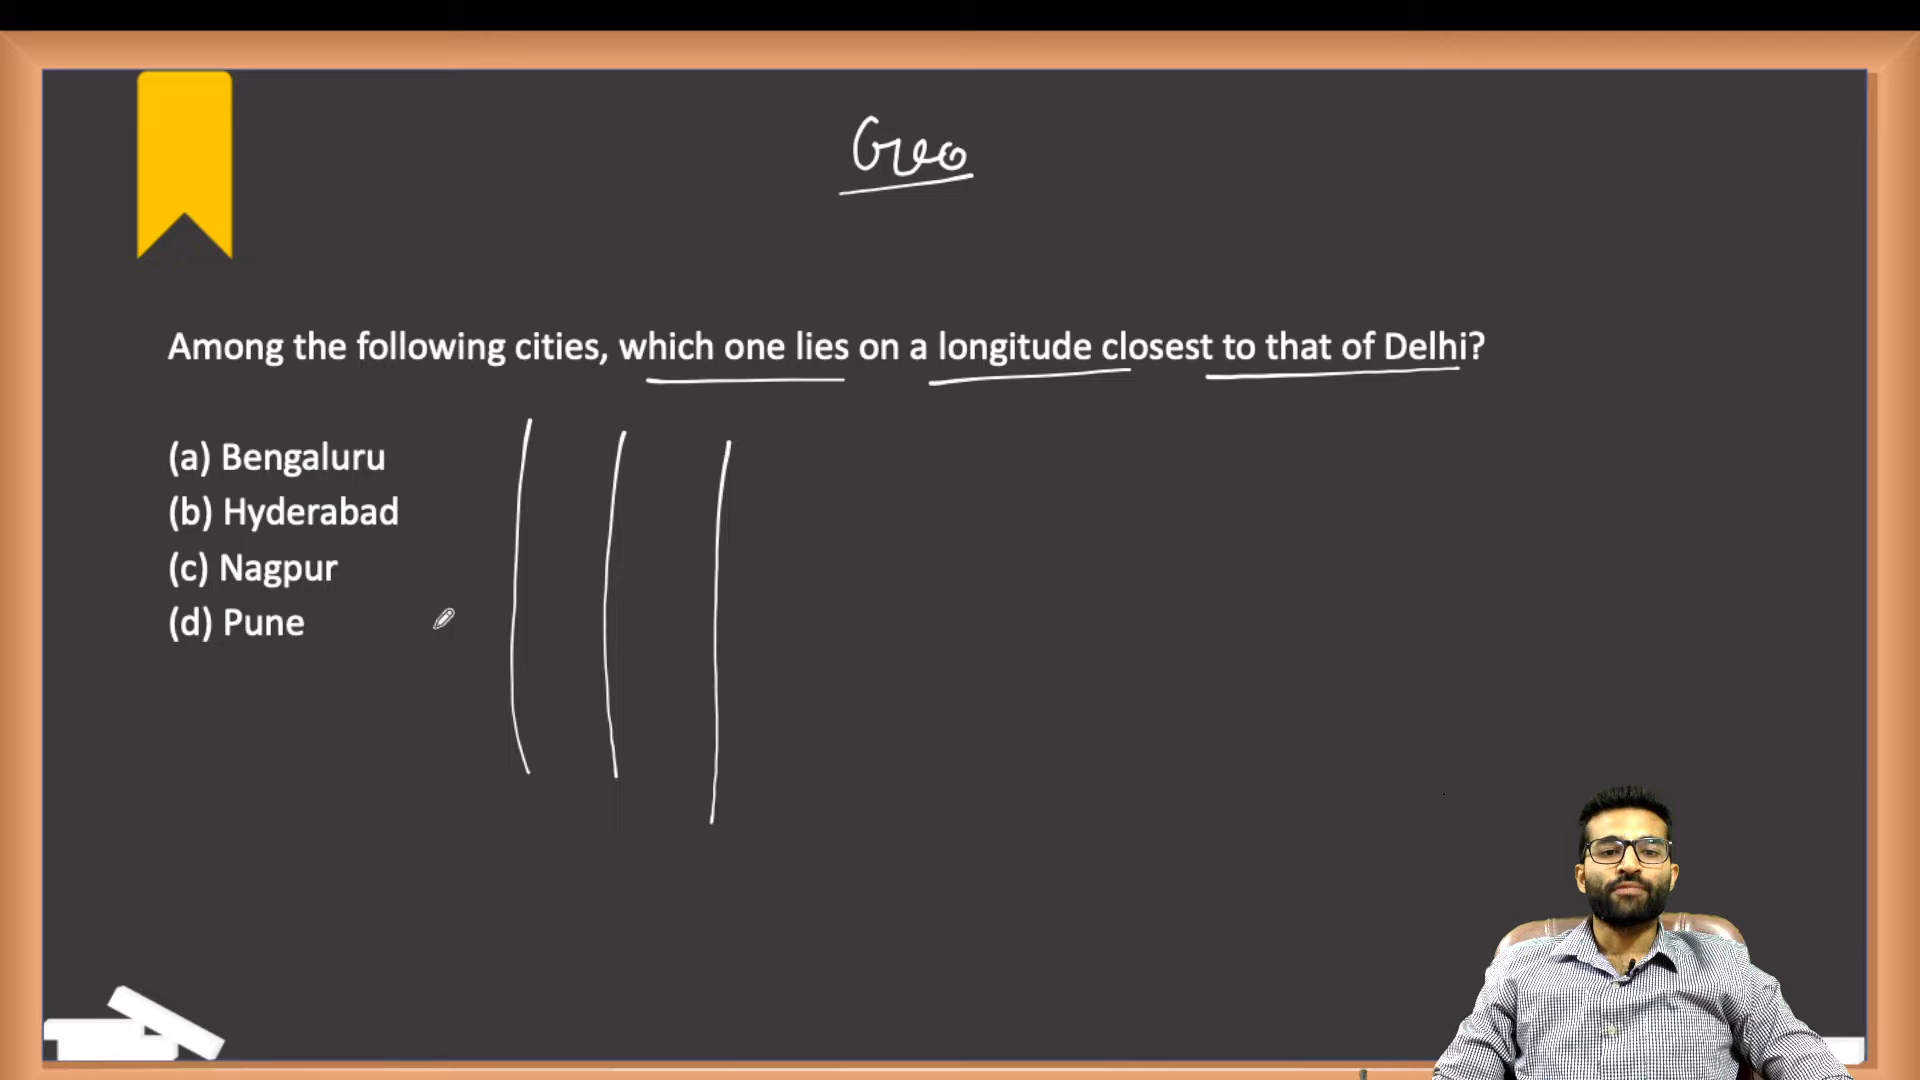 Geo
Among the following cities, which one lies on a longitude closest to that of Delhi?
(a) Bengaluru
(b) Hyderabad
(c) Nagpur
(d) Pune